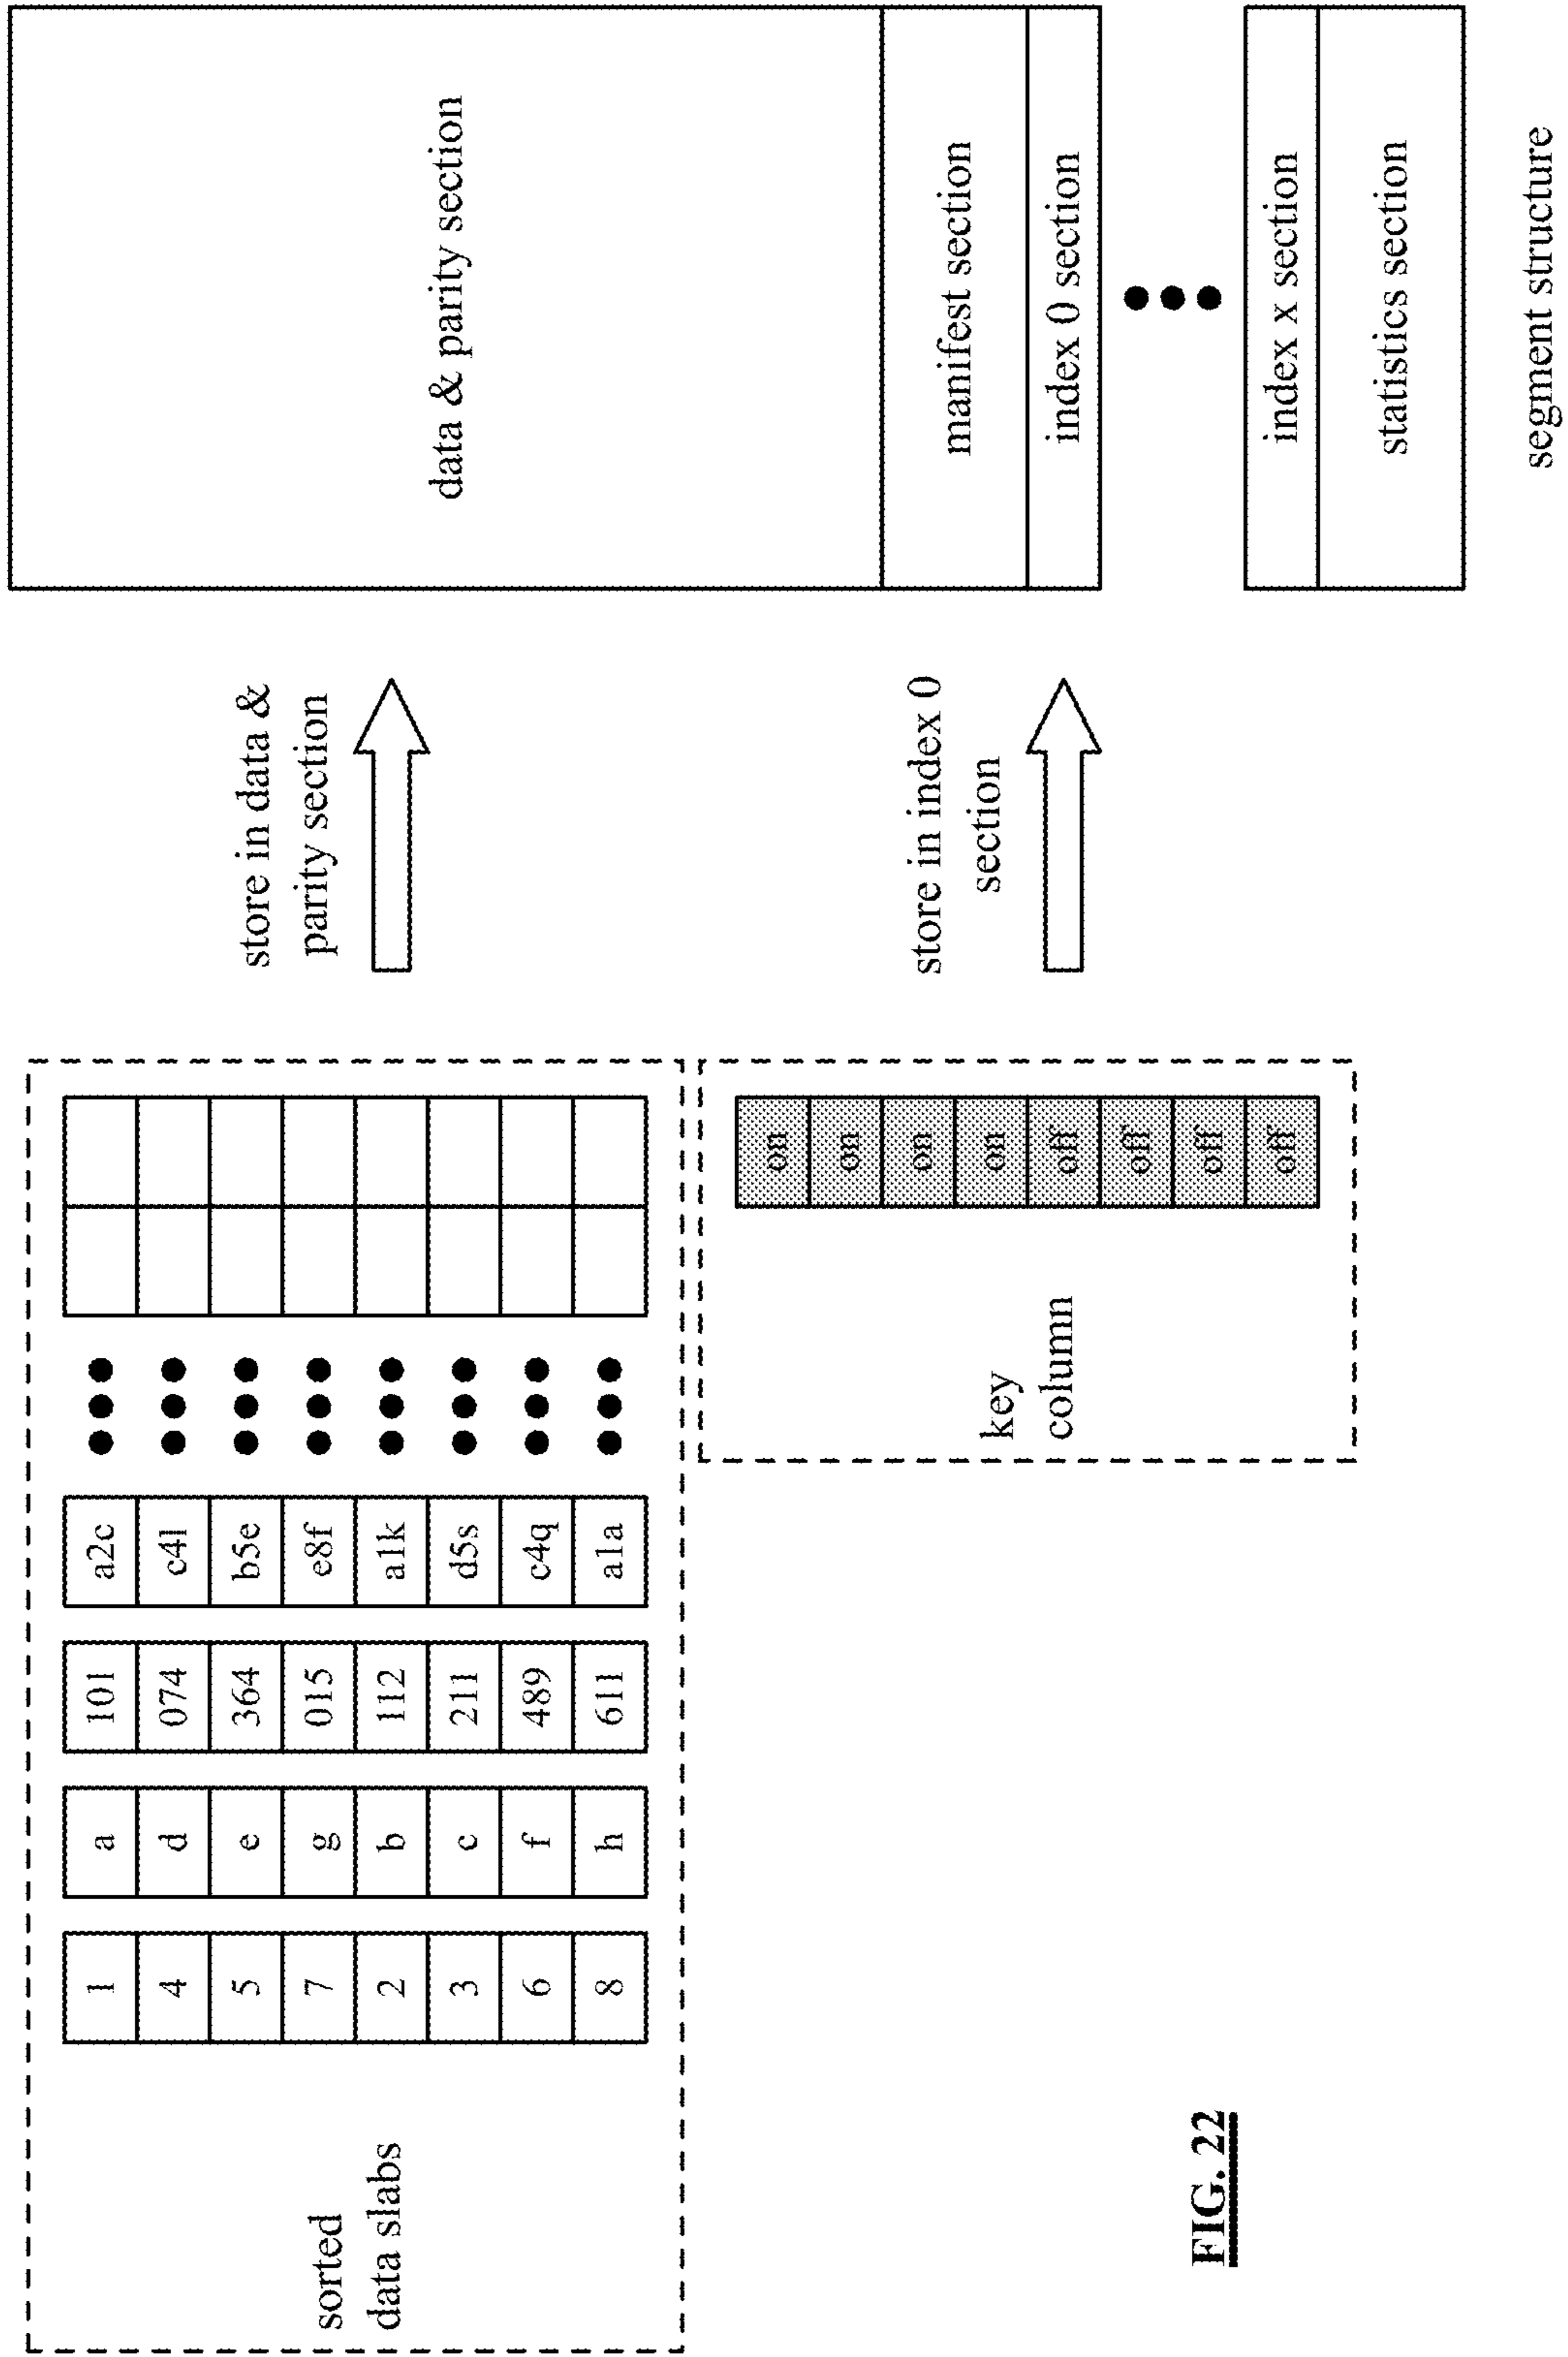 sorted
data slabs
1 a 101 a2c
4 d 074 c4l
5 e 364 b5e
7 g 015 e8f
2 b 112 a1k
3 c 211 d5s
6 f 489 c4q
8 h 611 a1a
store in data &
parity section
data & parity section
key
column
on
on
on
on
off
off
off
off
store in index 0
section
manifest section
index 0 section
index x section
statistics section
segment structure
FIG. 22